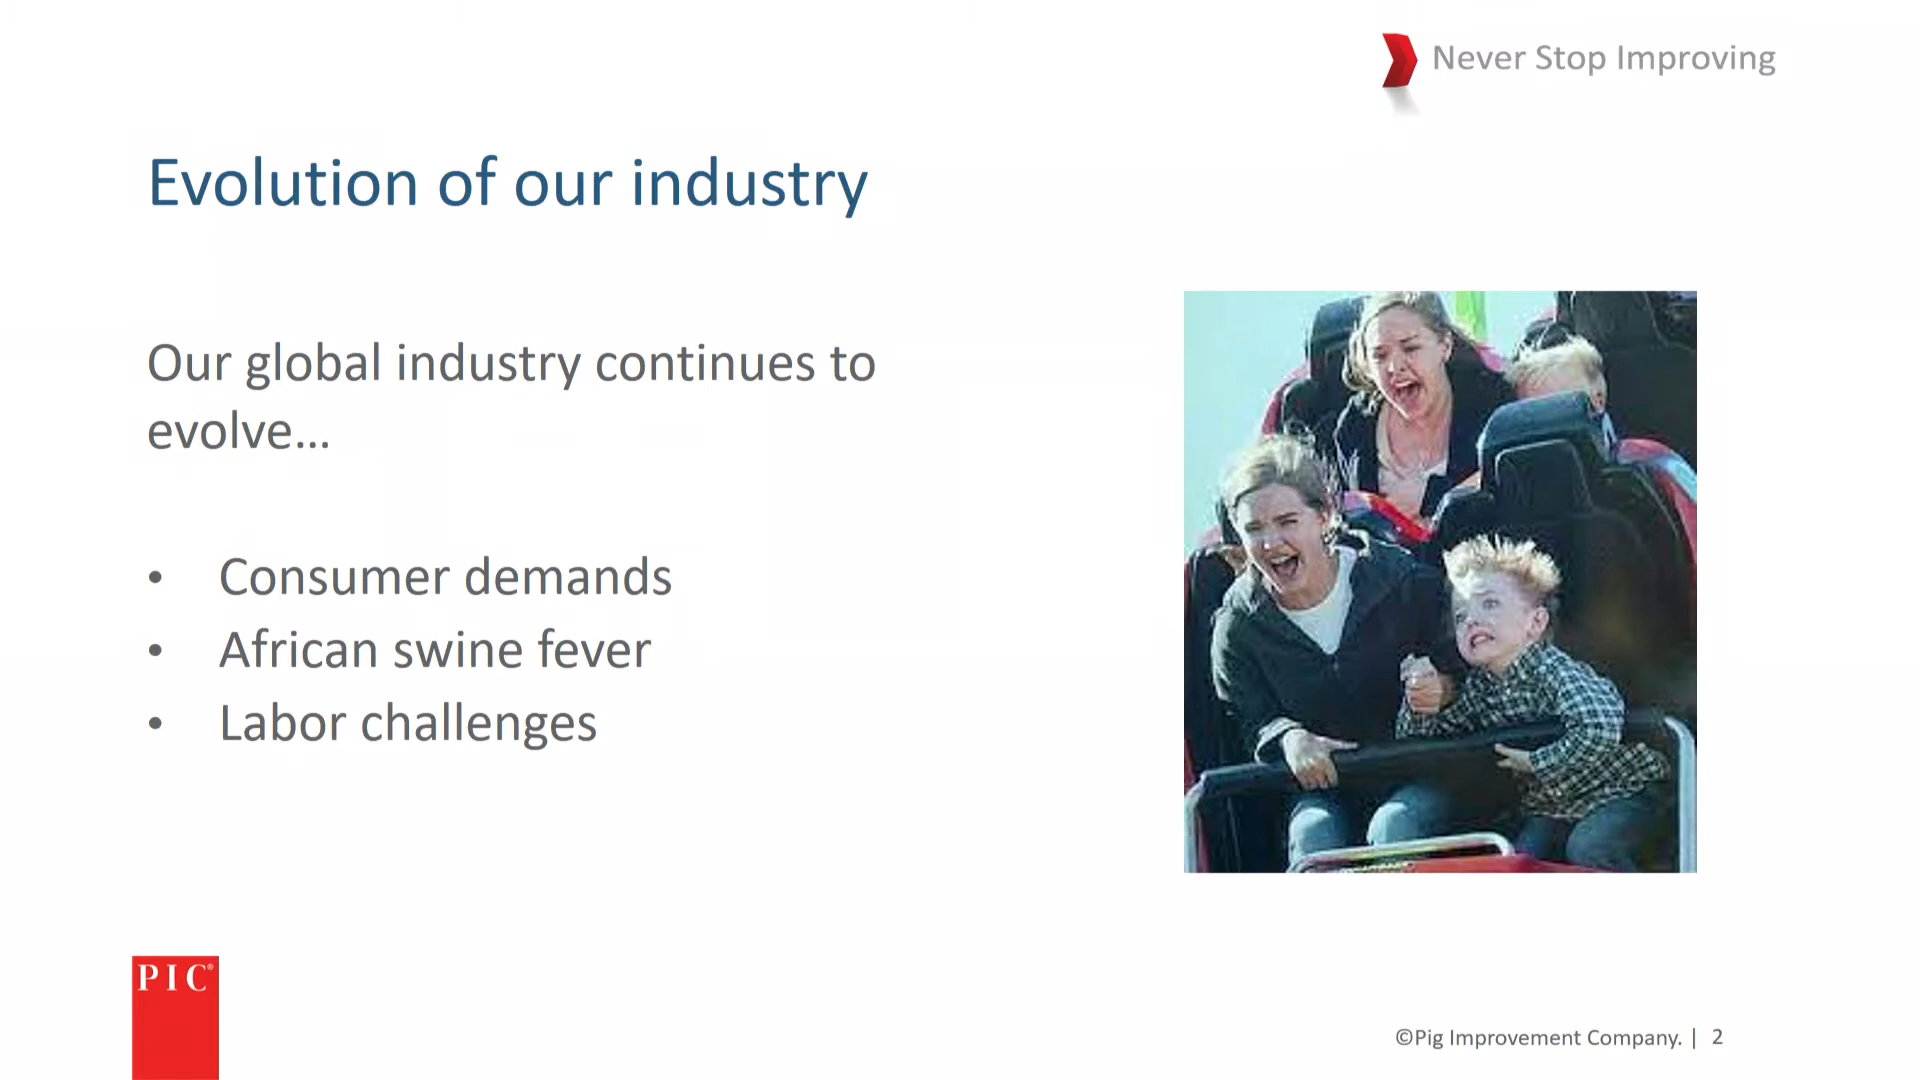 Never Stop Improving
Evolution of our industry
Our global industry continues to
evolve...
• Consumer demands
• African swine fever
• Labor challenges
PIC®
©Pig Improvement Company. | 2